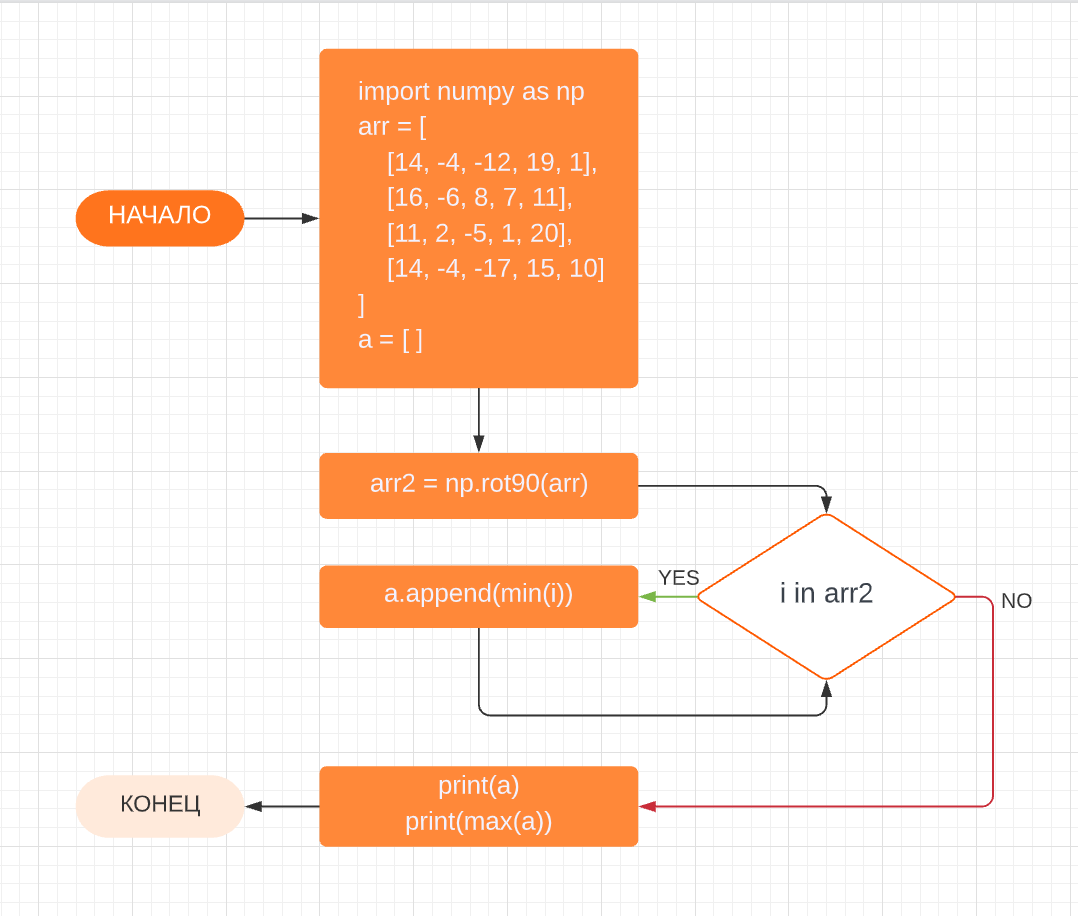 НАЧАЛО
import numpy as np
arr = [
[14, -4, -12, 19, 1],
[16, -6, 8, 7, 11],
[11, 2, -5, 1, 20],
[14, -4, -17, 15, 10]
]
a = [ ]
arr2 = np.rot90(arr)
i in arr2
YES
NO
a.append(min(i))
print(a)
print(max(a))
КОНЕЦ